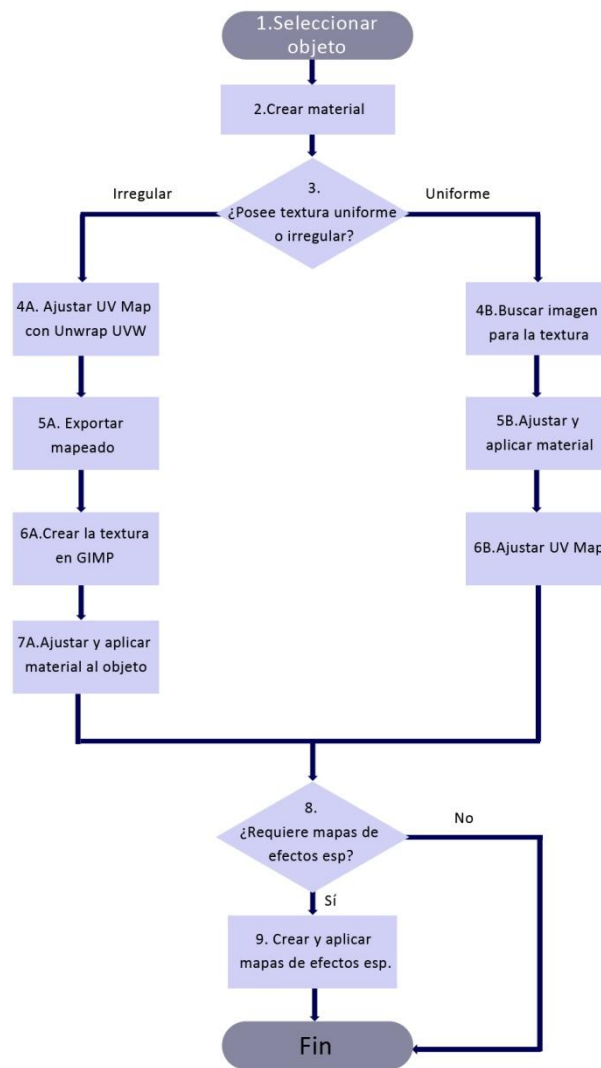 1.Seleccionar
objeto
2.Crear material
3.
¿Posee textura uniforme
o irregular?
Irregular
Uniforme
4A. Ajustar UV Map
con Unwrap UVW
4B.Buscar imagen
para la textura
5A. Exportar
mapeado
5B.Ajustar y
aplicar material
6A.Crear la textura
en GIMP
6B.Ajustar UV Map
7A.Ajustar y aplicar
material al objeto
8.
¿Requiere mapas de
efectos esp?
No
Sí
9. Crear y aplicar
mapas de efectos esp.
Fin